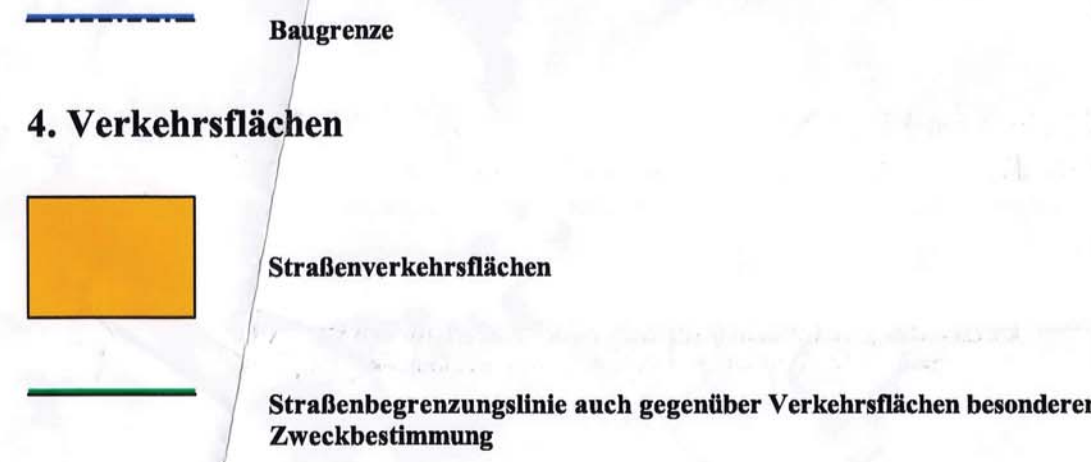 Baugrenze
4. Verkehrsflächen
Straßenverkehrsflächen
Straßenbegrenzungslinie auch gegenüber Verkehrsflächen besonderer
Zweckbestimmung